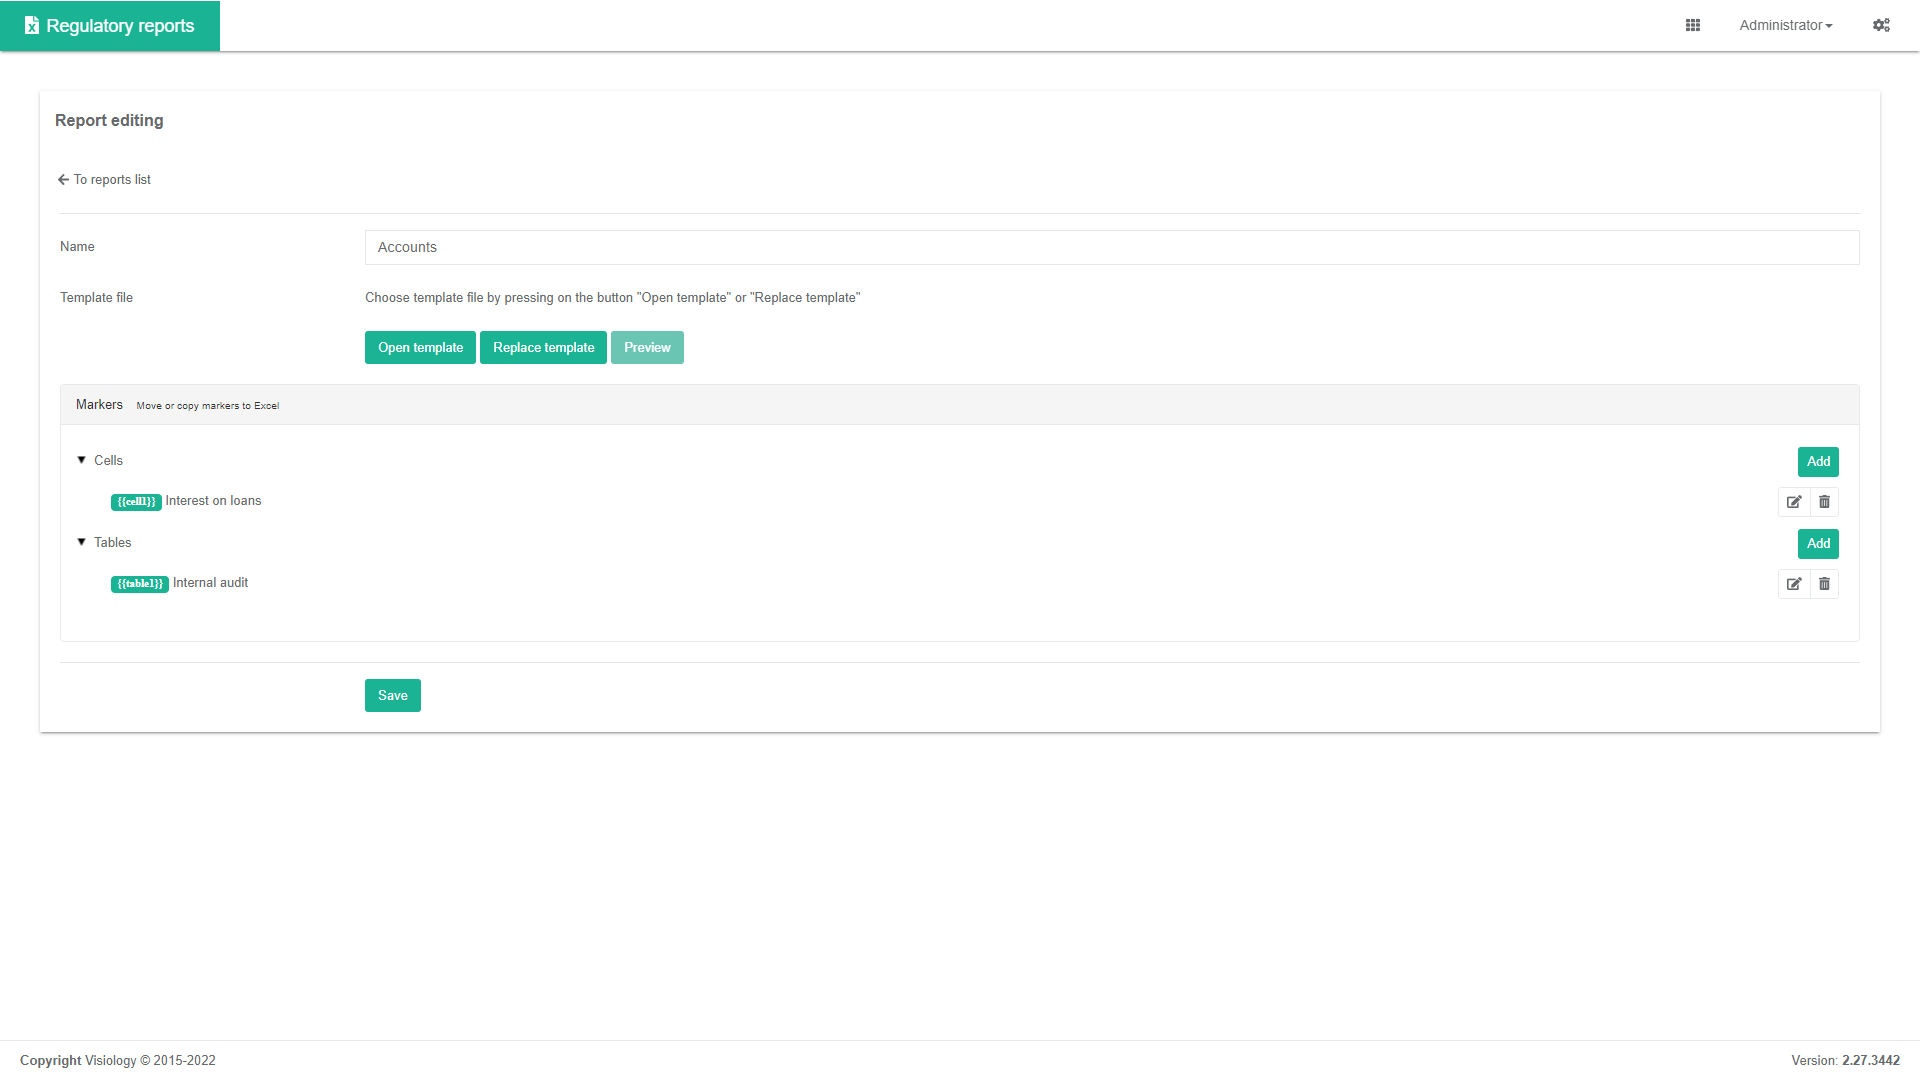 Regulatory reports
Administrator
Report editing
To reports list
Name
Accounts
Template file
Choose template file by pressing on the button "Open template" or "Replace template"
Open template
Replace template
Preview
Markers Move or copy markers to Excel
Cells
Add
{{cell1}} Interest on loans
Tables
Add
{{table1}} Internal audit
Save
Copyright Visiology © 2015-2022
Version: 2.27.3442